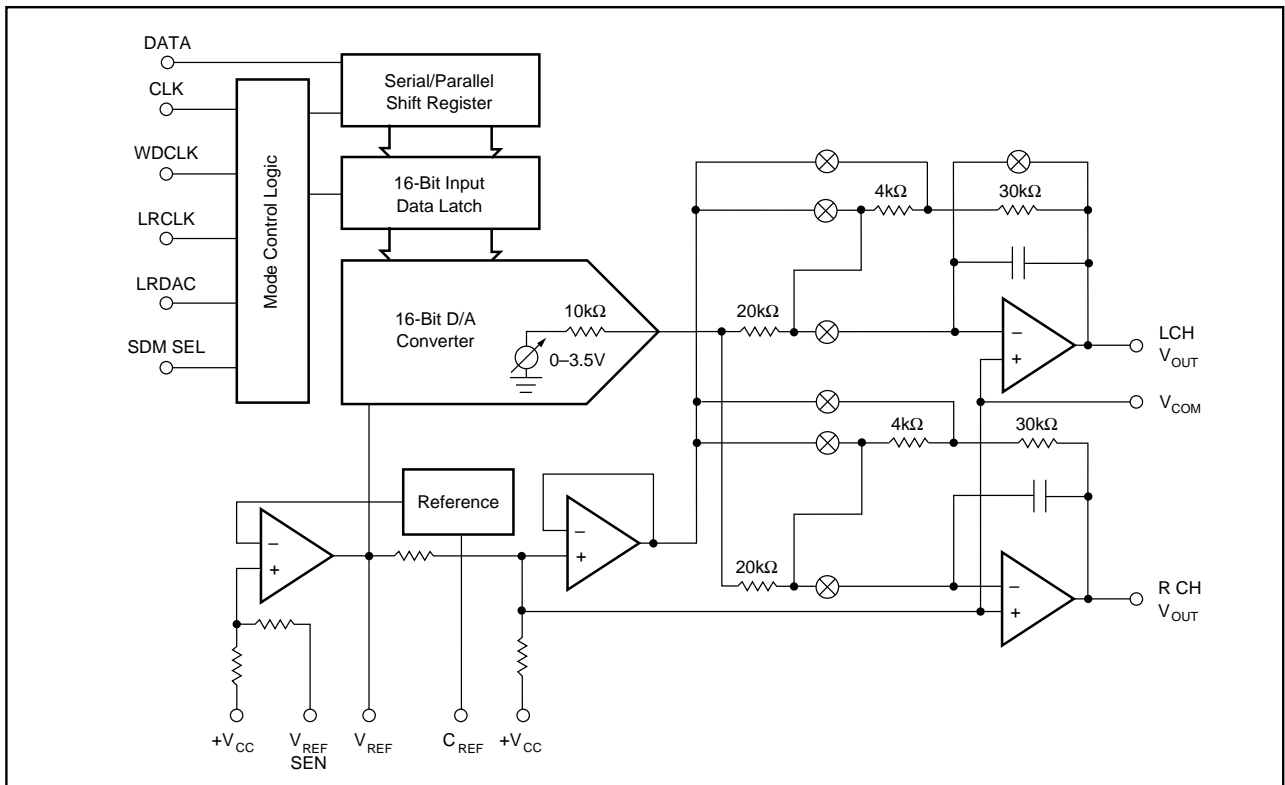 DATA
CLK
WDCLK
LRCLK
LRDAC
SDM SEL
Mode Control Logic
Serial/Parallel
Shift Register
16-Bit Input
Data Latch
16-Bit D/A
Converter
10kΩ
0–3.5V
4kΩ
30kΩ
20kΩ
–
+
LCH
VOUT
VCOM
4kΩ
30kΩ
20kΩ
–
+
R CH
VOUT
Reference
–
+
–
+
+VCC
VREF
SEN
VREF
CREF
+VCC